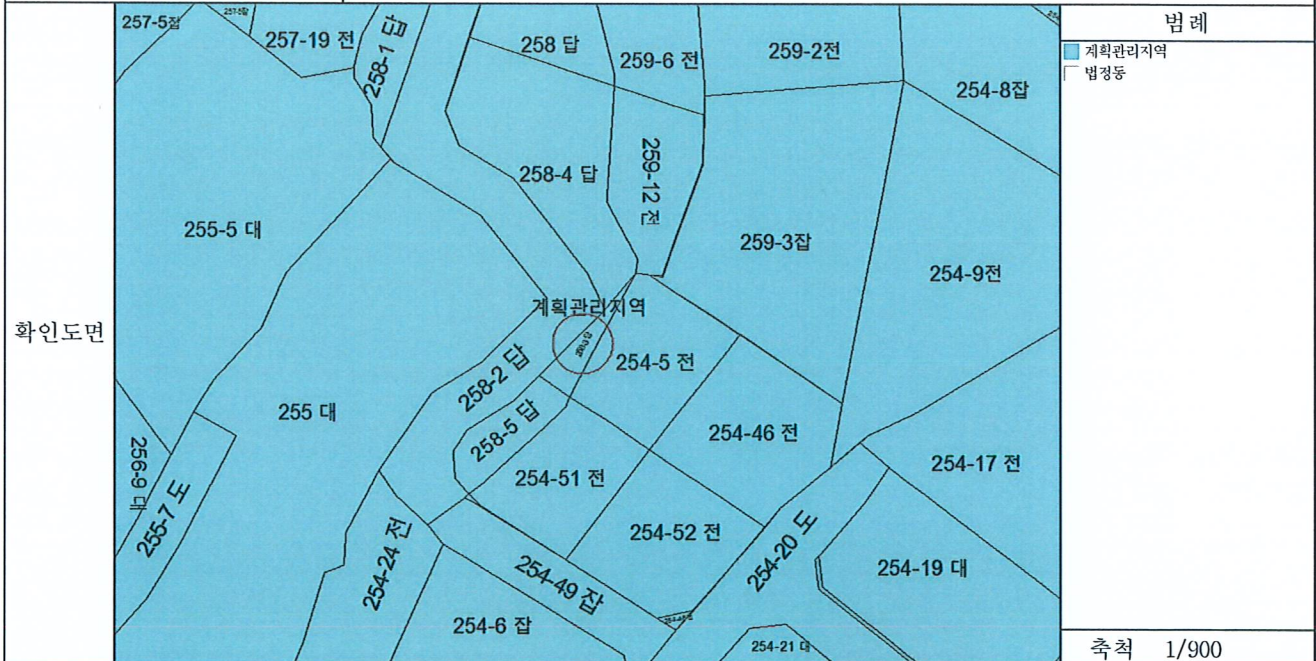 257-5잡
257-19 전
258-1 답
258 답
259-6 전
259-2전
254-8잡
범례
계획관리지역
법정동
255-5 대
258-4 답
259-12 전
259-3잡
254-9전
확인도면
계획관리지역
254-5 전
258-2 답
255 대
258-5 답
254-46 전
256-9 대
255-7 도
254-51 전
254-17 전
254-24 전
254-52 전
254-20 도
254-49 잡
254-19 대
254-6 잡
254-21 대
축척 1/900